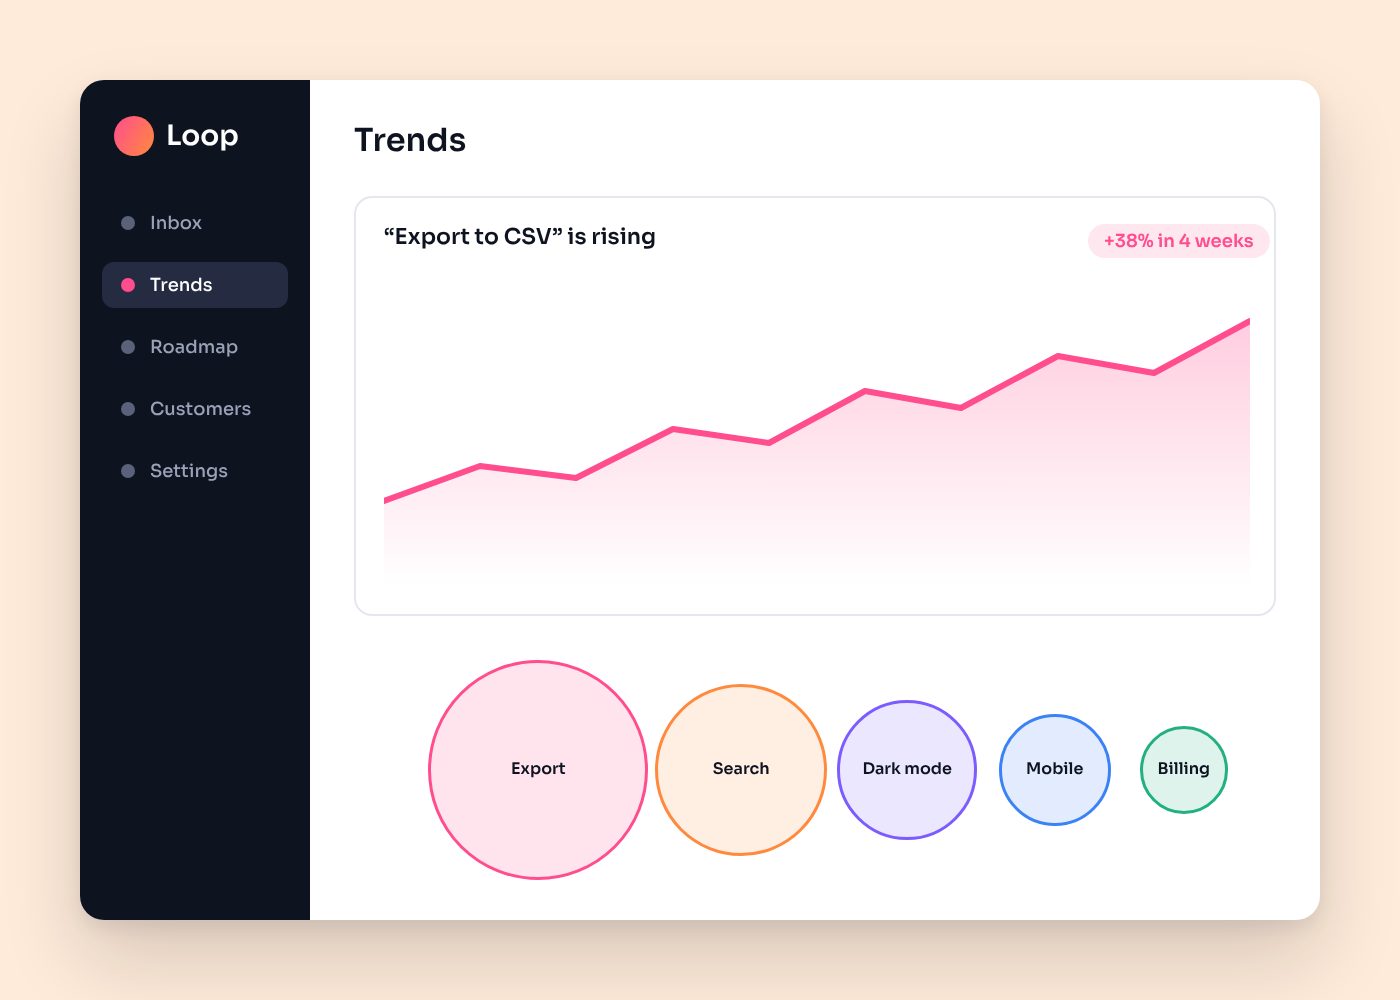 Loop
Inbox
Trends
Roadmap
Customers
Settings
Trends
“Export to CSV” is rising
+38% in 4 weeks
Export
Search
Dark mode
Mobile
Billing